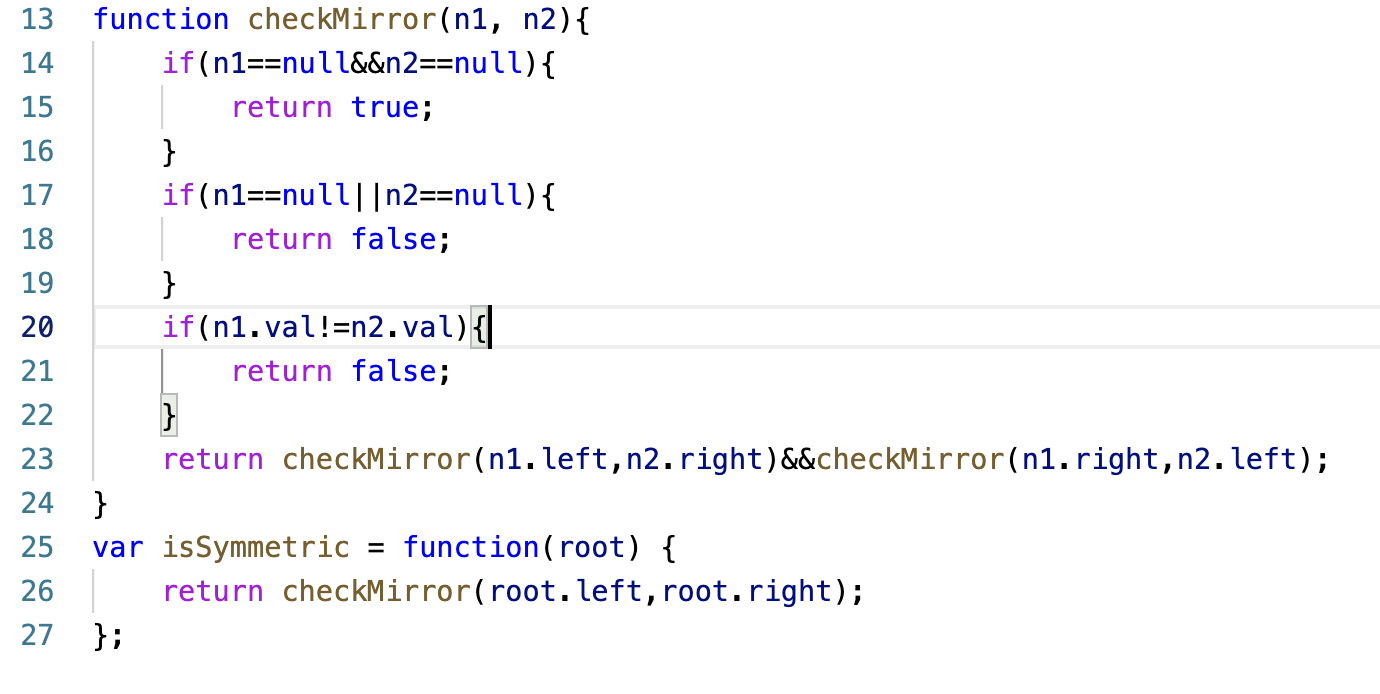 13 function checkMirror(n1, n2){
14     if(n1==null&&n2==null){
15         return true;
16     }
17     if(n1==null||n2==null){
18         return false;
19     }
20     if(n1.val!=n2.val){
21         return false;
22     }
23     return checkMirror(n1.left,n2.right)&&checkMirror(n1.right,n2.left);
24 }
25 var isSymmetric = function(root) {
26     return checkMirror(root.left,root.right);
27 };